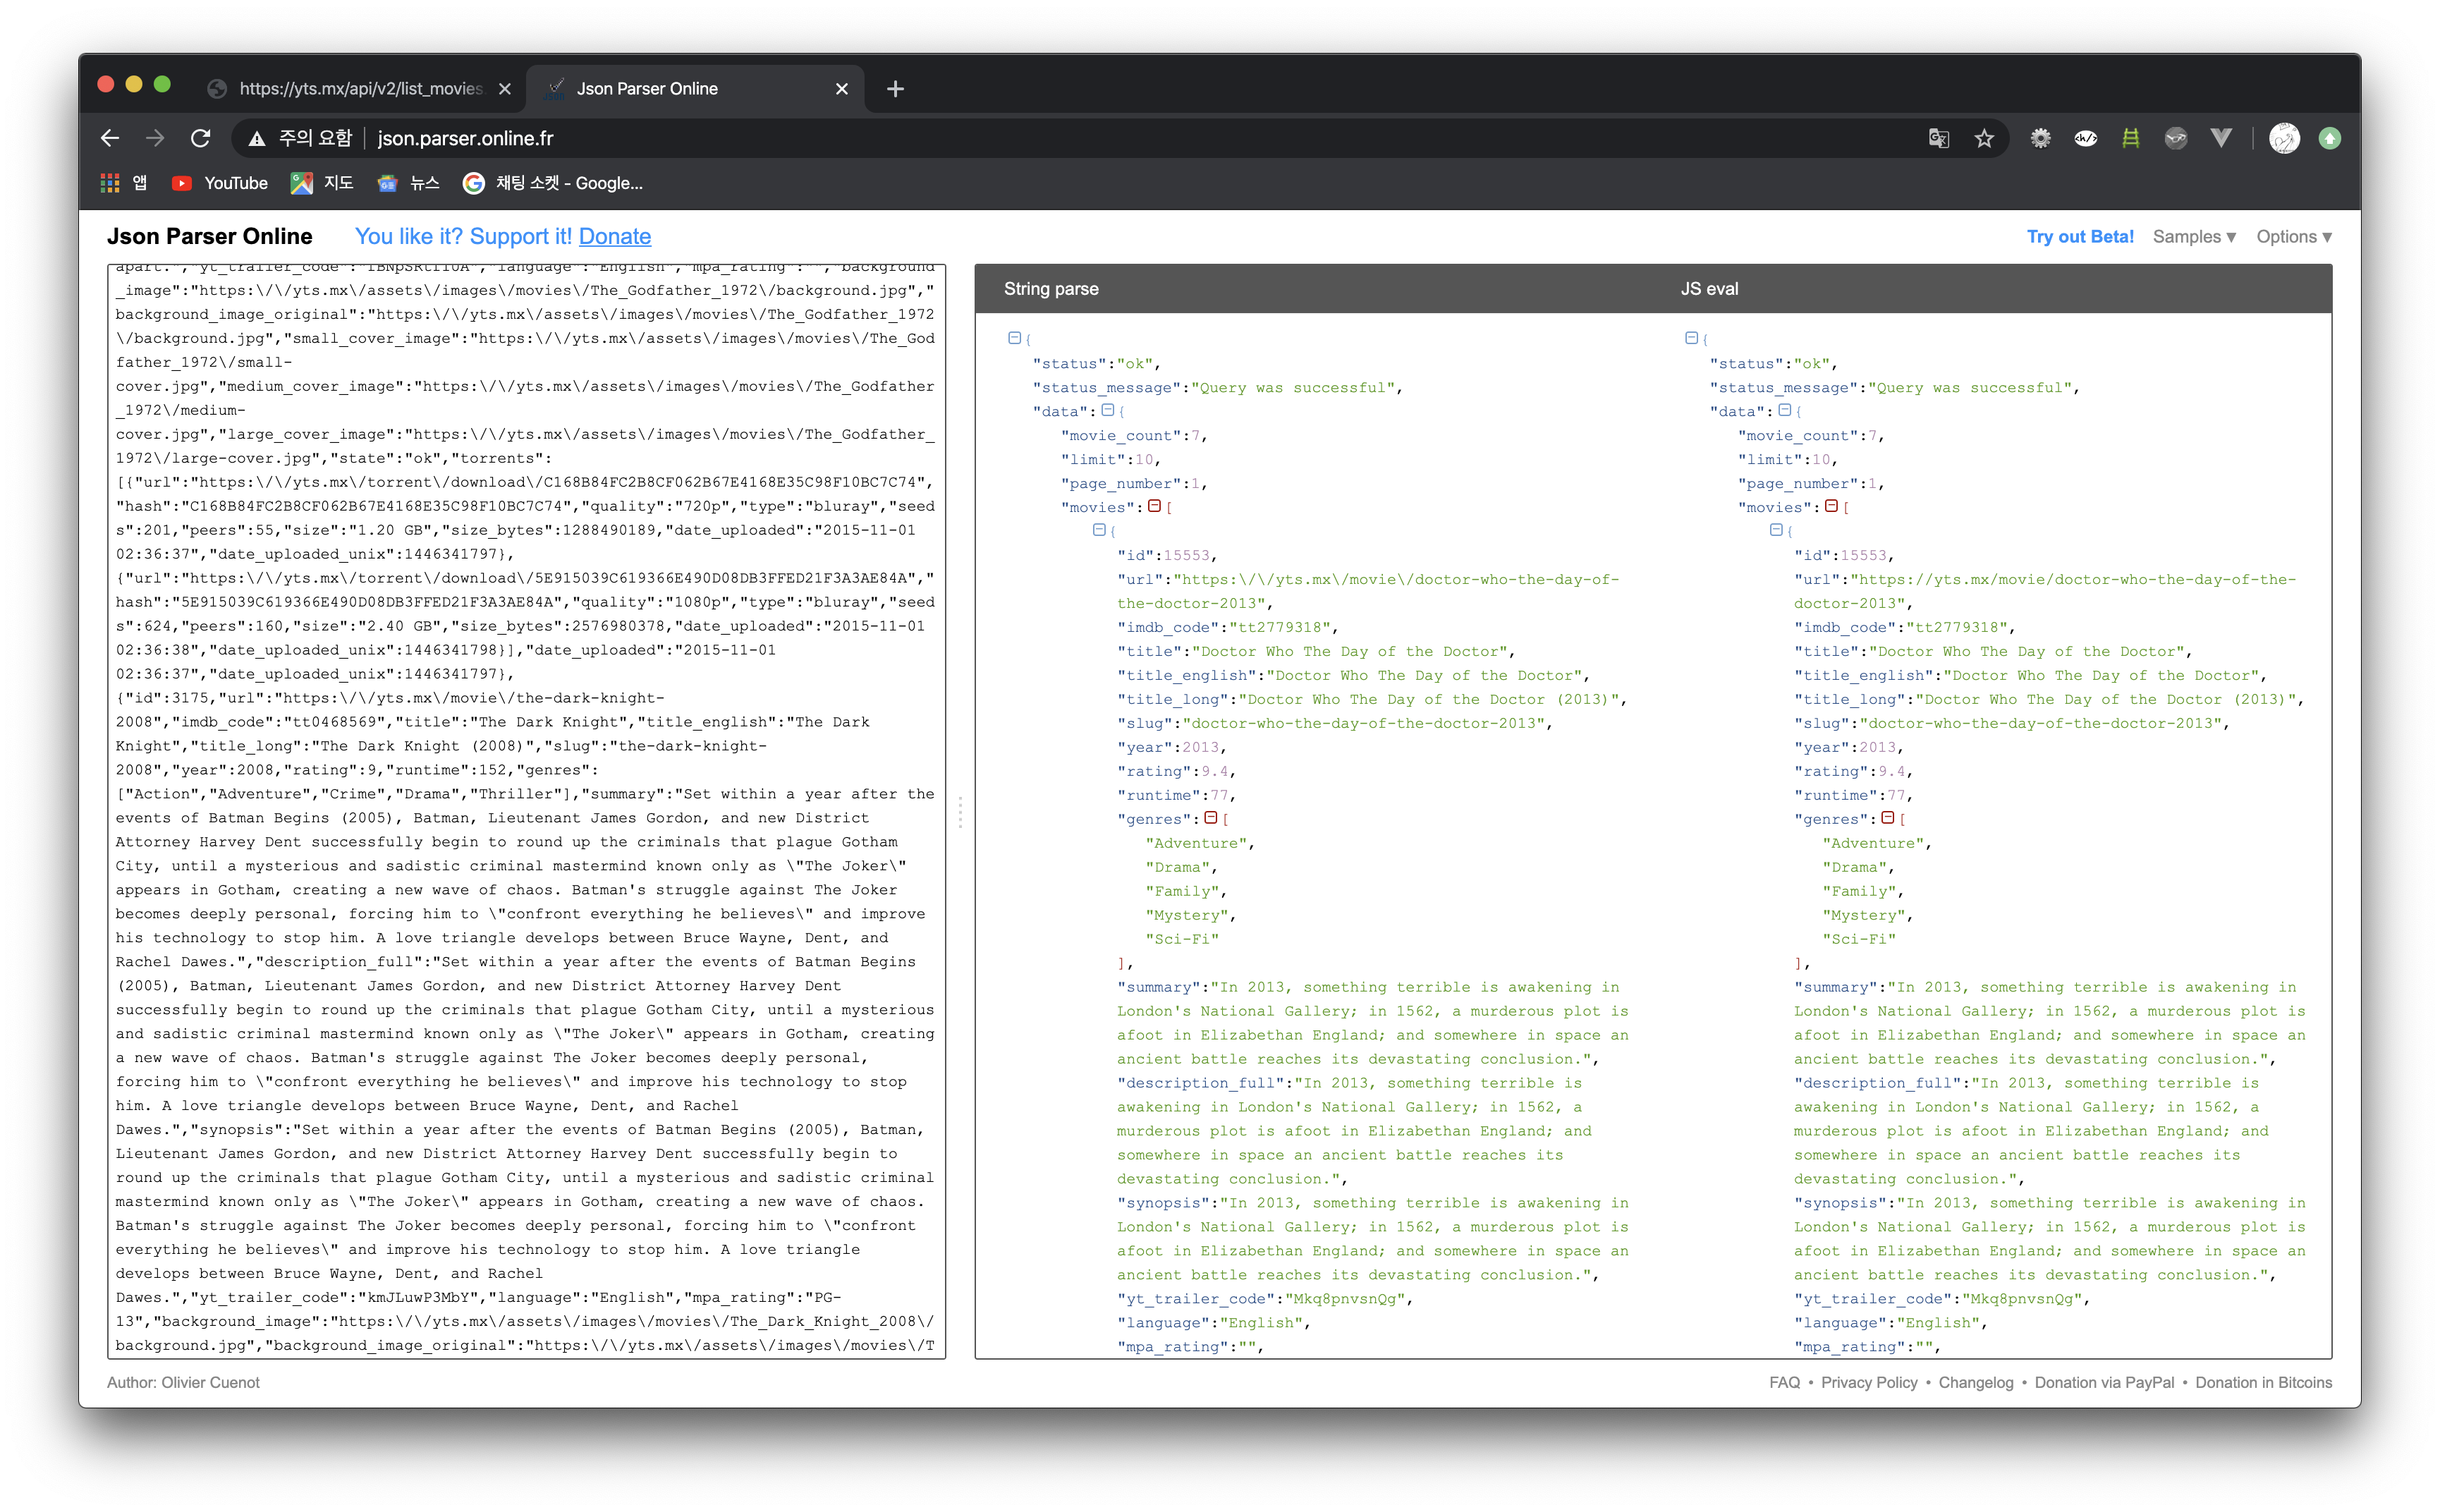 https://yts.mx/api/v2/list_movies
Json Parser Online
주의 요함
json.parser.online.fr
앱
YouTube
지도
뉴스
채팅 소켓 - Google...
Json Parser Online
You like it? Support it! Donate
Try out Beta!
Samples ▾
Options ▾
_image":"https:\/\/yts.mx\/assets\/images\/movies\/The_Godfather_1972\/background.jpg","
background_image_original":"https:\/\/yts.mx\/assets\/images\/movies\/The_Godfather_1972
\/background.jpg","small_cover_image":"https:\/\/yts.mx\/assets\/images\/movies\/The_God
father_1972\/small-
cover.jpg","medium_cover_image":"https:\/\/yts.mx\/assets\/images\/movies\/The_Godfather
_1972\/medium-
cover.jpg","large_cover_image":"https:\/\/yts.mx\/assets\/images\/movies\/The_Godfather_
1972\/large-cover.jpg","state":"ok","torrents":
[{"url":"https:\/\/yts.mx\/torrent\/download\/C168B84FC2B8CF062B67E4168E35C98F10BC7C74",
"hash":"C168B84FC2B8CF062B67E4168E35C98F10BC7C74","quality":"720p","type":"bluray","seed
s":201,"peers":55,"size":"1.20 GB","size_bytes":1288490189,"date_uploaded":"2015-11-01
02:36:37","date_uploaded_unix":1446341797},
{"url":"https:\/\/yts.mx\/torrent\/download\/5E915039C619366E490D08DB3FFED21F3A3AE84A","
hash":"5E915039C619366E490D08DB3FFED21F3A3AE84A","quality":"1080p","type":"bluray","seed
s":624,"peers":160,"size":"2.40 GB","size_bytes":2576980378,"date_uploaded":"2015-11-01
02:36:38","date_uploaded_unix":1446341798}],"date_uploaded":"2015-11-01
02:36:37","date_uploaded_unix":1446341797},
{"id":3175,"url":"https:\/\/yts.mx\/movie\/the-dark-knight-
2008","imdb_code":"tt0468569","title":"The Dark Knight","title_english":"The Dark
Knight","title_long":"The Dark Knight (2008)","slug":"the-dark-knight-
2008","year":2008,"rating":9,"runtime":152,"genres":
["Action","Adventure","Crime","Drama","Thriller"],"summary":"Set within a year after the
events of Batman Begins (2005), Batman, Lieutenant James Gordon, and new District
Attorney Harvey Dent successfully begin to round up the criminals that plague Gotham
City, until a mysterious and sadistic criminal mastermind known only as \"The Joker\"
appears in Gotham, creating a new wave of chaos. Batman's struggle against The Joker
becomes deeply personal, forcing him to \"confront everything he believes\" and improve
his technology to stop him. A love triangle develops between Bruce Wayne, Dent, and
Rachel Dawes.","description_full":"Set within a year after the events of Batman Begins
(2005), Batman, Lieutenant James Gordon, and new District Attorney Harvey Dent
successfully begin to round up the criminals that plague Gotham City, until a mysterious
and sadistic criminal mastermind known only as \"The Joker\" appears in Gotham, creating
a new wave of chaos. Batman's struggle against The Joker becomes deeply personal,
forcing him to \"confront everything he believes\" and improve his technology to stop
him. A love triangle develops between Bruce Wayne, Dent, and Rachel
Dawes.","synopsis":"Set within a year after the events of Batman Begins (2005), Batman,
Lieutenant James Gordon, and new District Attorney Harvey Dent successfully begin to
round up the criminals that plague Gotham City, until a mysterious and sadistic criminal
mastermind known only as \"The Joker\" appears in Gotham, creating a new wave of chaos.
Batman's struggle against The Joker becomes deeply personal, forcing him to \"confront
everything he believes\" and improve his technology to stop him. A love triangle
develops between Bruce Wayne, Dent, and Rachel
Dawes.","yt_trailer_code":"kmJLuwP3MbY","language":"English","mpa_rating":"PG-
13","background_image":"https:\/\/yts.mx\/assets\/images\/movies\/The_Dark_Knight_2008\/
background.jpg","background_image_original":"https:\/\/yts.mx\/assets\/images\/movies\/T
String parse
{
"status":"ok",
"status_message":"Query was successful",
"data":{
"movie_count":7,
"limit":10,
"page_number":1,
"movies":[
{
"id":15553,
"url":"https:\/\/yts.mx\/movie\/doctor-who-the-day-of-
the-doctor-2013",
"imdb_code":"tt2779318",
"title":"Doctor Who The Day of the Doctor",
"title_english":"Doctor Who The Day of the Doctor",
"title_long":"Doctor Who The Day of the Doctor (2013)",
"slug":"doctor-who-the-day-of-the-doctor-2013",
"year":2013,
"rating":9.4,
"runtime":77,
"genres":[
"Adventure",
"Drama",
"Family",
"Mystery",
"Sci-Fi"
],
"summary":"In 2013, something terrible is awakening in
London's National Gallery; in 1562, a murderous plot is
afoot in Elizabethan England; and somewhere in space an
ancient battle reaches its devastating conclusion.",
"description_full":"In 2013, something terrible is
awakening in London's National Gallery; in 1562, a
murderous plot is afoot in Elizabethan England; and
somewhere in space an ancient battle reaches its
devastating conclusion.",
"synopsis":"In 2013, something terrible is awakening in
London's National Gallery; in 1562, a murderous plot is
afoot in Elizabethan England; and somewhere in space an
ancient battle reaches its devastating conclusion.",
"yt_trailer_code":"Mkq8pnvsnQg",
"language":"English",
"mpa_rating":"",
JS eval
{
"status":"ok",
"status_message":"Query was successful",
"data":{
"movie_count":7,
"limit":10,
"page_number":1,
"movies":[
{
"id":15553,
"url":"https://yts.mx/movie/doctor-who-the-day-of-the-
doctor-2013",
"imdb_code":"tt2779318",
"title":"Doctor Who The Day of the Doctor",
"title_english":"Doctor Who The Day of the Doctor",
"title_long":"Doctor Who The Day of the Doctor (2013)",
"slug":"doctor-who-the-day-of-the-doctor-2013",
"year":2013,
"rating":9.4,
"runtime":77,
"genres":[
"Adventure",
"Drama",
"Family",
"Mystery",
"Sci-Fi"
],
"summary":"In 2013, something terrible is awakening in
London's National Gallery; in 1562, a murderous plot is
afoot in Elizabethan England; and somewhere in space an
ancient battle reaches its devastating conclusion.",
"description_full":"In 2013, something terrible is
awakening in London's National Gallery; in 1562, a
murderous plot is afoot in Elizabethan England; and
somewhere in space an ancient battle reaches its
devastating conclusion.",
"synopsis":"In 2013, something terrible is awakening in
London's National Gallery; in 1562, a murderous plot is
afoot in Elizabethan England; and somewhere in space an
ancient battle reaches its devastating conclusion.",
"yt_trailer_code":"Mkq8pnvsnQg",
"language":"English",
"mpa_rating":"",
Author: Olivier Cuenot
FAQ • Privacy Policy • Changelog • Donation via PayPal • Donation in Bitcoins